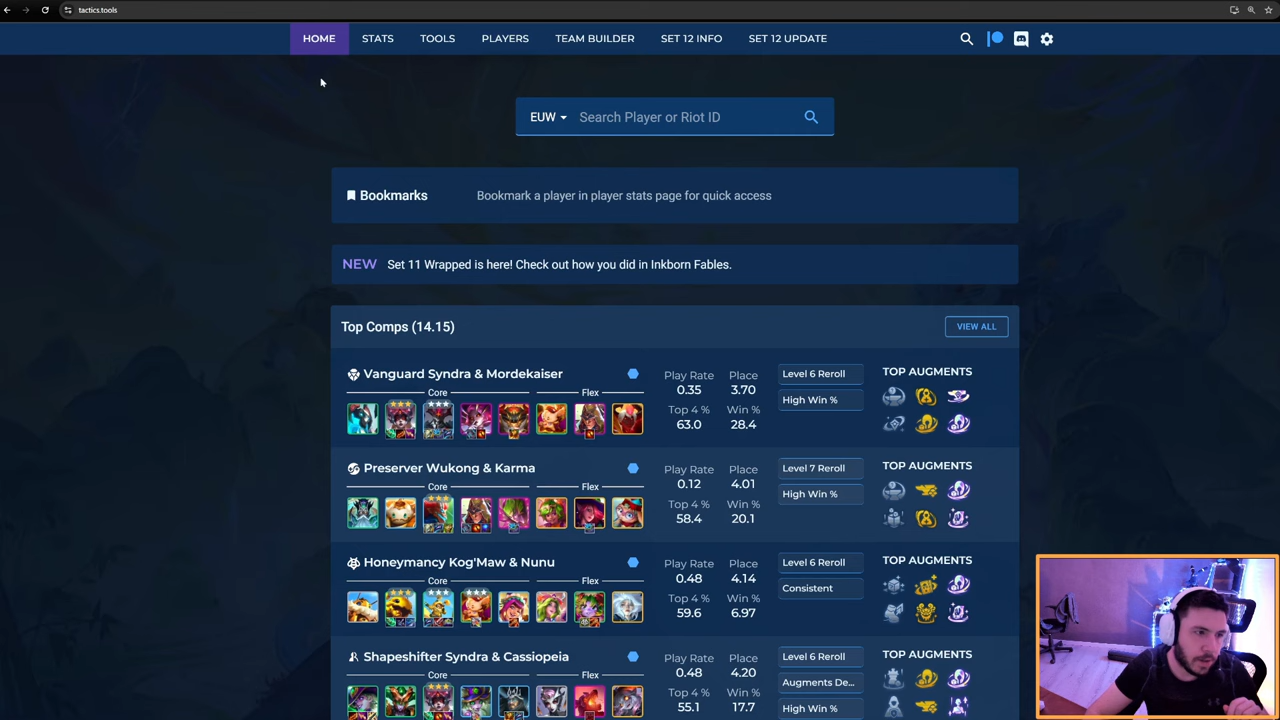 tactics.tools
HOME STATS TOOLS PLAYERS TEAM BUILDER SET 12 INFO SET 12 UPDATE
EUW Search Player or Riot ID
Bookmarks Bookmark a player in player stats page for quick access
NEW Set 11 Wrapped is here! Check out how you did in Inkborn Fables.
Top Comps (14.15) VIEW ALL
Vanguard Syndra & Mordekaiser
Core Flex
Play Rate Place
0.35 3.70
Top 4 % Win %
63.0 28.4
Level 6 Reroll
High Win %
TOP AUGMENTS
Preserver Wukong & Karma
Core Flex
Play Rate Place
0.12 4.01
Top 4 % Win %
58.4 20.1
Level 7 Reroll
High Win %
TOP AUGMENTS
Honeymancy Kog'Maw & Nunu
Core Flex
Play Rate Place
0.48 4.14
Top 4 % Win %
59.6 6.97
Level 6 Reroll
Consistent
TOP AUGMENTS
Shapeshifter Syndra & Cassiopeia
Core Flex
Play Rate Place
0.48 4.20
Top 4 % Win %
55.1 17.7
Level 6 Reroll
Augments De...
High Win %
TOP AUGMENTS